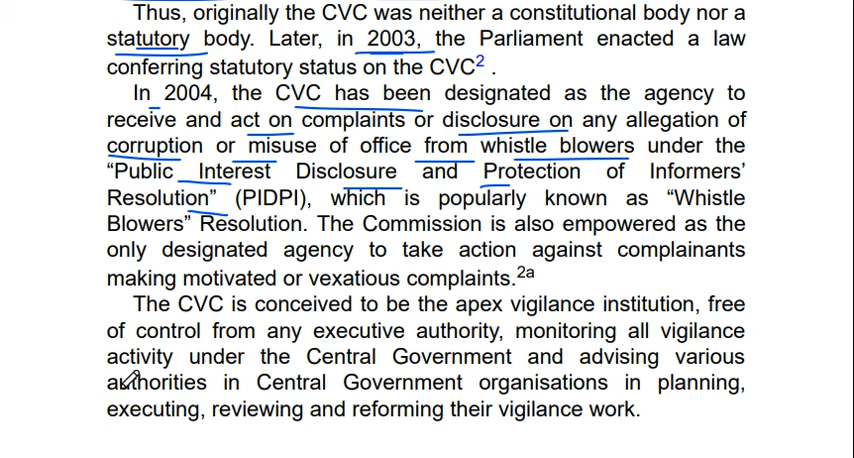 Thus, originally the CVC was neither a constitutional body nor a
statutory body. Later, in 2003, the Parliament enacted a law
conferring statutory status on the CVC2 .
In 2004, the CVC has been designated as the agency to
receive and act on complaints or disclosure on any allegation of
corruption or misuse of office from whistle blowers under the
“Public Interest Disclosure and Protection of Informers’
Resolution” (PIDPI), which is popularly known as “Whistle
Blowers” Resolution. The Commission is also empowered as the
only designated agency to take action against complainants
making motivated or vexatious complaints.2a
The CVC is conceived to be the apex vigilance institution, free
of control from any executive authority, monitoring all vigilance
activity under the Central Government and advising various
authorities in Central Government organisations in planning,
executing, reviewing and reforming their vigilance work.